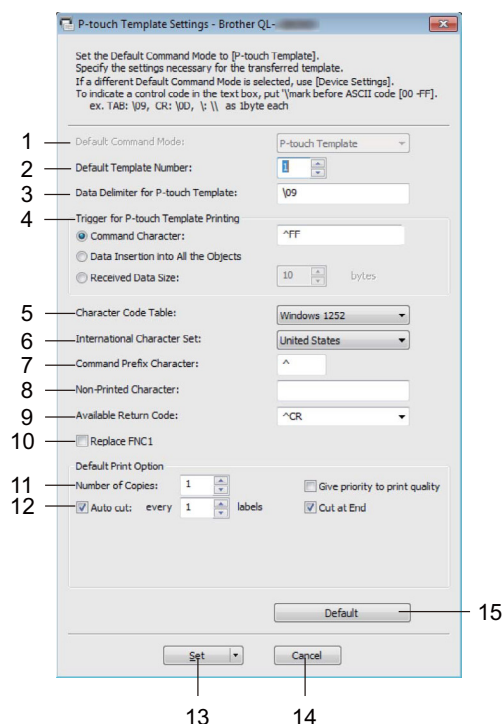 P-touch Template Settings - Brother QL-
Set the Default Command Mode to [P-touch Template].
Specify the settings necessary for the transferred template.
If a different Default Command Mode is selected, use [Device Settings].
To indicate a control code in the text box, put '\'mark before ASCII code [00 -FF].
ex. TAB: \09, CR: \0D, \: \\ as 1byte each
1 Default Command Mode: P-touch Template
2 Default Template Number: 1
3 Data Delimiter for P-touch Template: \09
4 Trigger for P-touch Template Printing
Command Character: ^FF
Data Insertion into All the Objects
Received Data Size: 10 bytes
5 Character Code Table: Windows 1252
6 International Character Set: United States
7 Command Prefix Character: ^
8 Non-Printed Character:
9 Available Return Code: ^CR
10 Replace FNC1
Default Print Option
11 Number of Copies: 1 Give priority to print quality
12 Auto cut: every 1 labels Cut at End
Default 15
Set Cancel
13 14